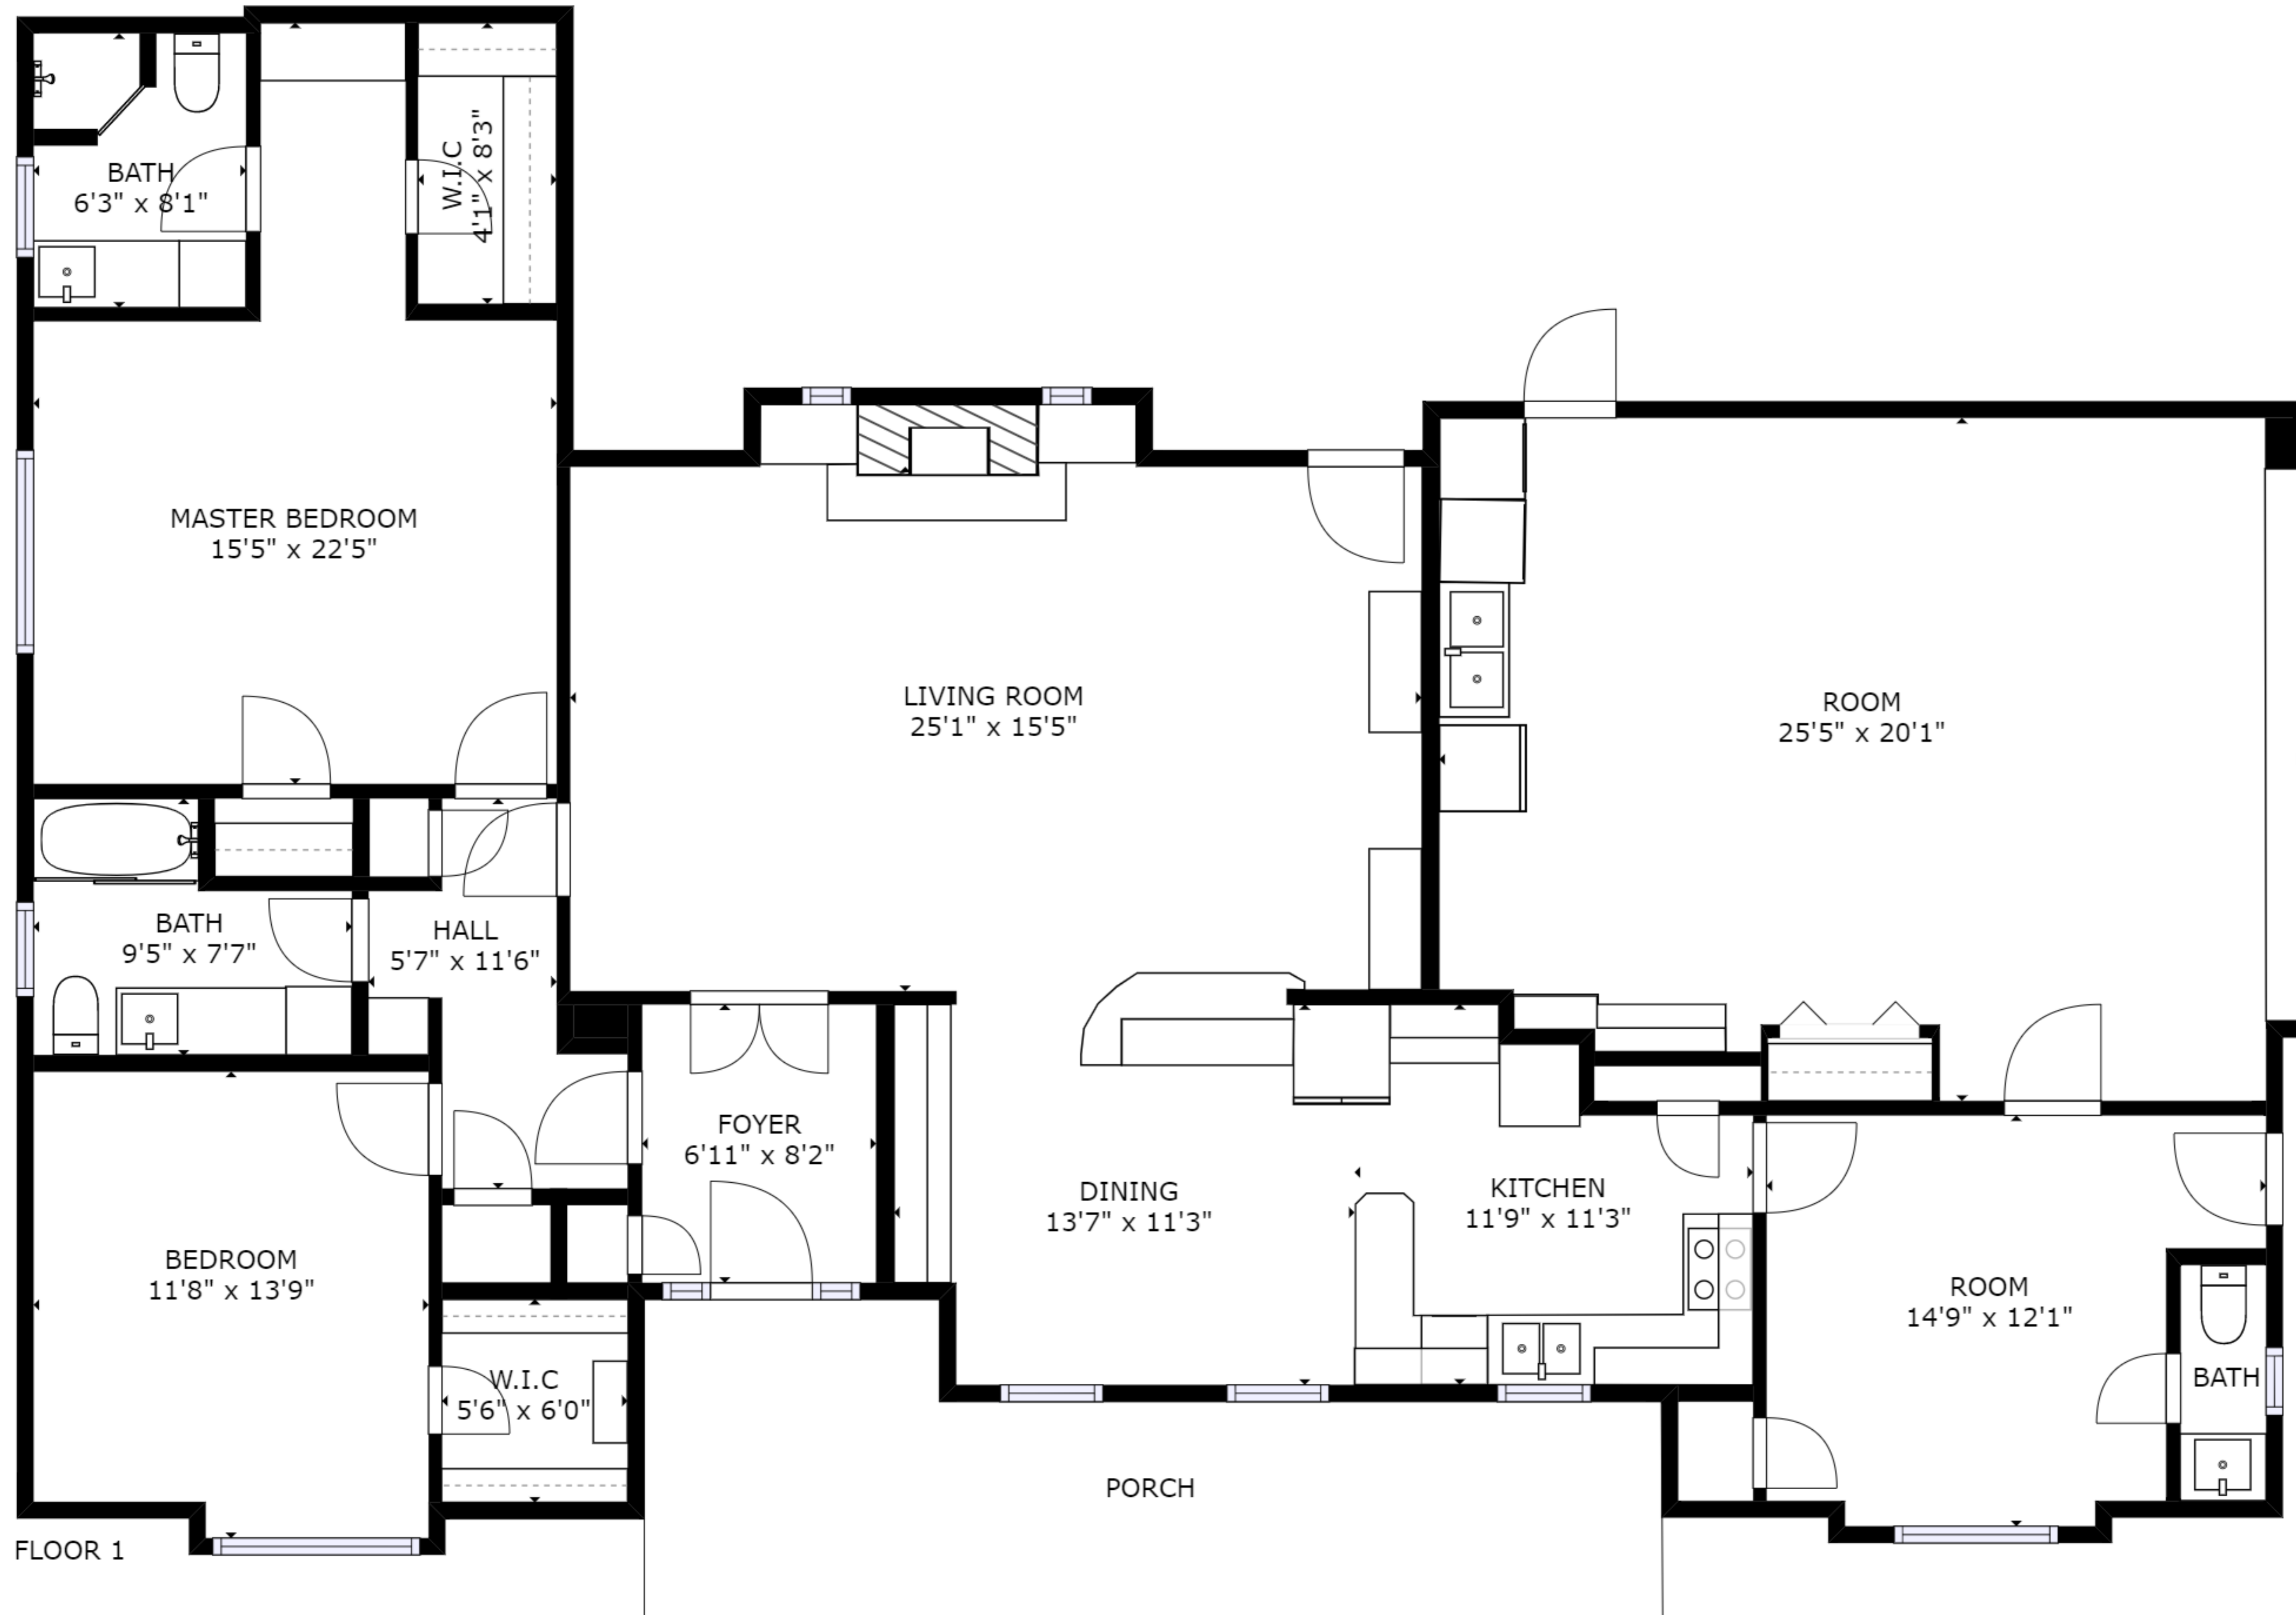 BATH
6'3" x 8'1"
W.I.C
4'1" x 8'3"
MASTER BEDROOM
15'5" x 22'5"
LIVING ROOM
25'1" x 15'5"
ROOM
25'5" x 20'1"
BATH
9'5" x 7'7"
HALL
5'7" x 11'6"
FOYER
6'11" x 8'2"
DINING
13'7" x 11'3"
KITCHEN
11'9" x 11'3"
BEDROOM
11'8" x 13'9"
ROOM
14'9" x 12'1"
W.I.C
5'6" x 6'0"
BATH
PORCH
FLOOR 1